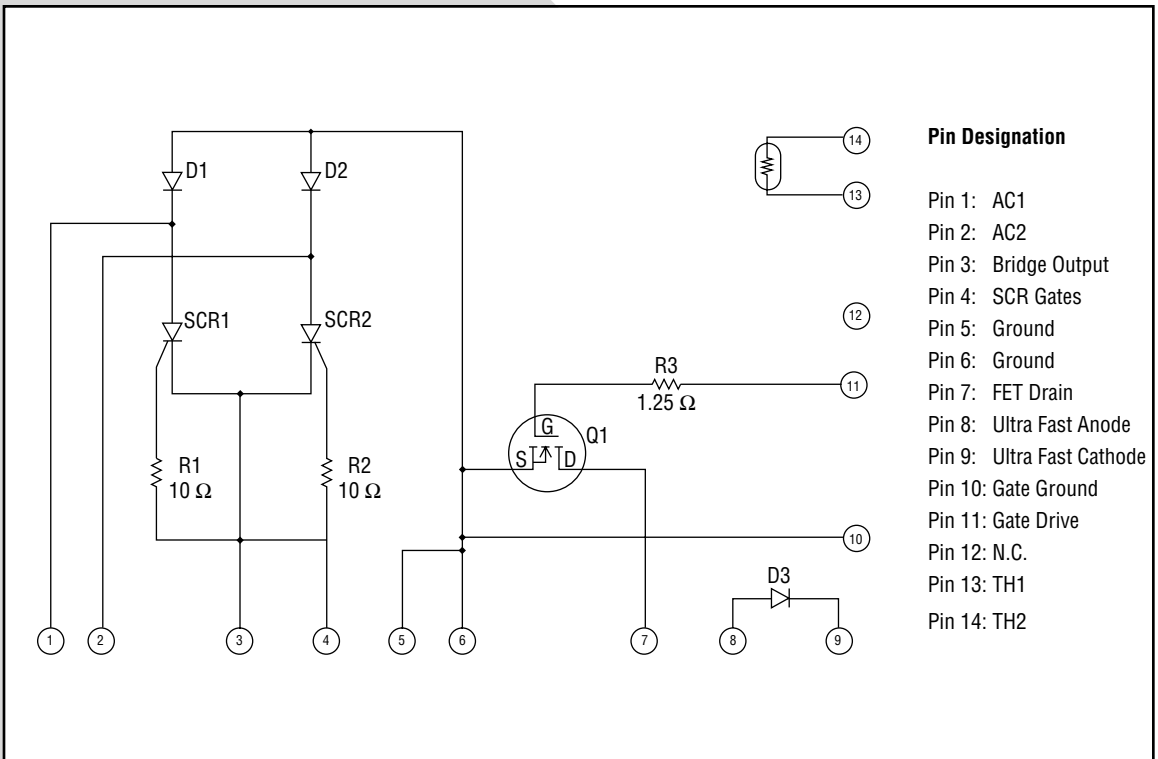 D1
D2
SCR1
SCR2
R1
10 Ω
R2
10 Ω
R3
1.25 Ω
G
S
D
Q1
D3
1
2
3
4
5
6
7
8
9
10
11
12
13
14
Pin Designation
Pin 1: AC1
Pin 2: AC2
Pin 3: Bridge Output
Pin 4: SCR Gates
Pin 5: Ground
Pin 6: Ground
Pin 7: FET Drain
Pin 8: Ultra Fast Anode
Pin 9: Ultra Fast Cathode
Pin 10: Gate Ground
Pin 11: Gate Drive
Pin 12: N.C.
Pin 13: TH1
Pin 14: TH2